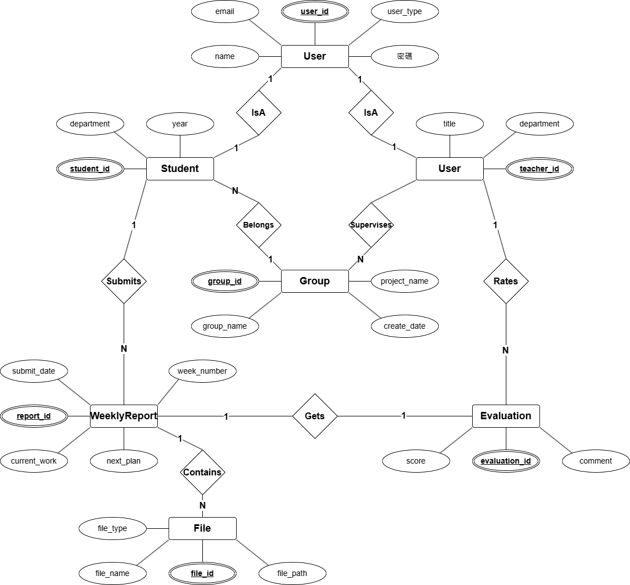 email
user_id
user_type
name
User
密碼
1
1
IsA
IsA
department
year
title
department
1
1
student_id
Student
User
teacher_id
N
1
Belongs
Supervises
1
1
N
Submits
group_id
Group
project_name
Rates
group_name
create_date
N
N
submit_date
week_number
report_id
WeeklyReport
1
Gets
1
Evaluation
current_work
next_plan
1
score
evaluation_id
comment
Contains
N
file_type
File
file_name
file_id
file_path